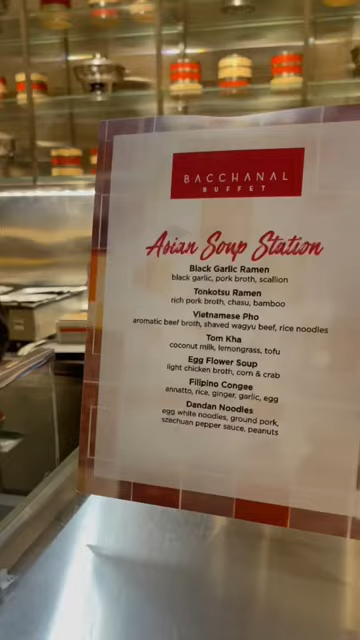 BACCHANAL
BUFFET
Asian Soup Station
Black Garlic Ramen
black garlic, pork broth, scallion
Tonkotsu Ramen
rich pork broth, chasu, bamboo
Vietnamese Pho
aromatic beef broth, shaved wagyu beef, rice noodles
Tom Kha
coconut milk, lemongrass, tofu
Egg Flower Soup
light chicken broth, corn & crab
Filipino Congee
annatto, rice, ginger, garlic, egg
Dandan Noodles
egg white noodles, ground pork,
szechuan pepper sauce, peanuts